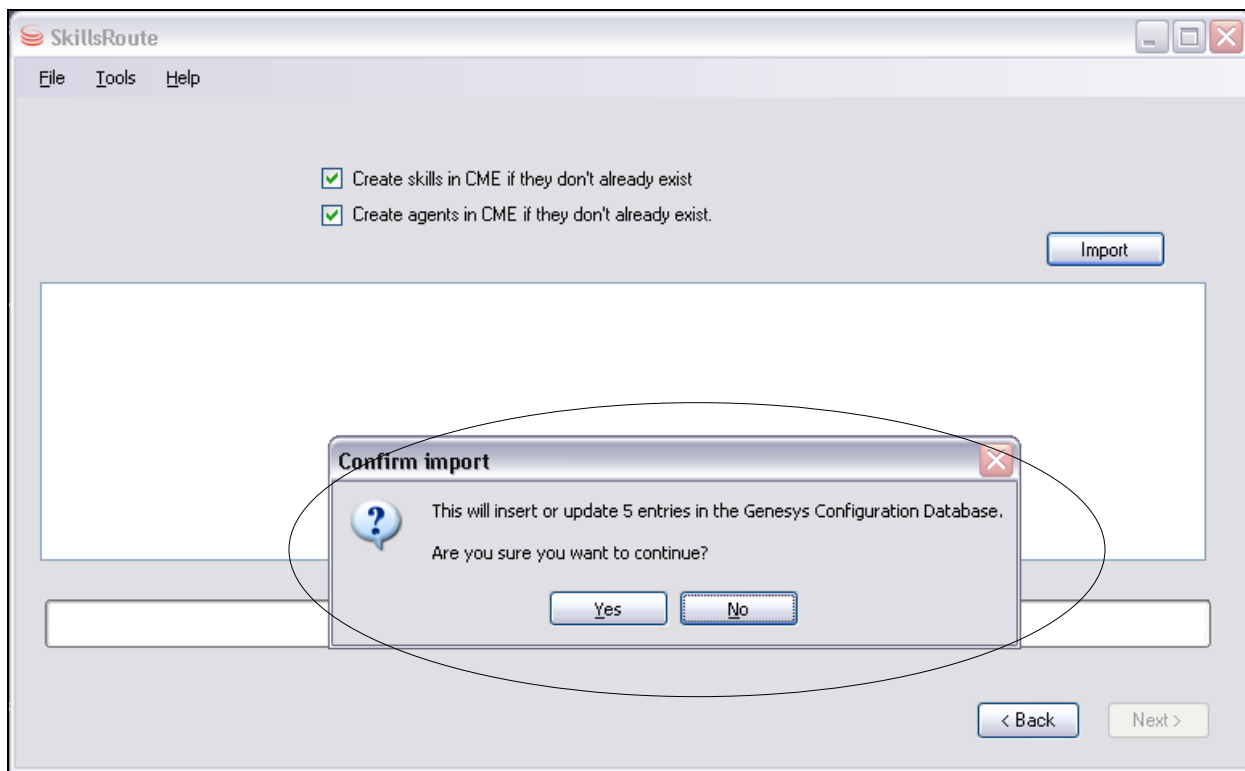 SkillsRoute
File Tools Help
Create skills in CME if they don't already exist
Create agents in CME if they don't already exist.
Import
Confirm import
This will insert or update 5 entries in the Genesys Configuration Database.
Are you sure you want to continue?
Yes No
< Back Next >